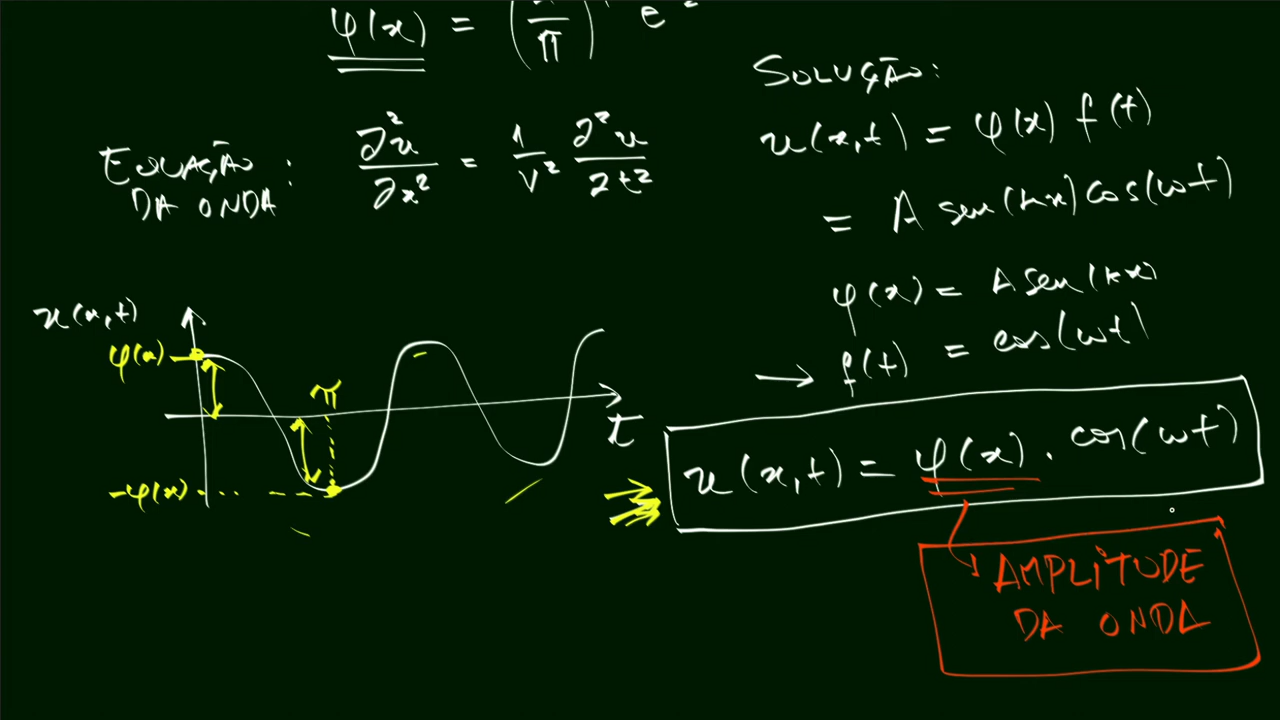 ψ(x) = ( /π) e
EQUAÇÃO DA ONDA : ∂²u/∂x² = 1/v² ∂²u/∂t²
SOLUÇÃO:
u(x,t) = ψ(x) f(t)
= A sen(kx) cos(ωt)
ψ(x) = A sen(kx)
→ f(t) = cos(ωt)
u(x,t) = ψ(x) . cos(ωt)
AMPLITUDE
DA ONDA
u(x,t)
ψ(x)
π
t
-ψ(x)